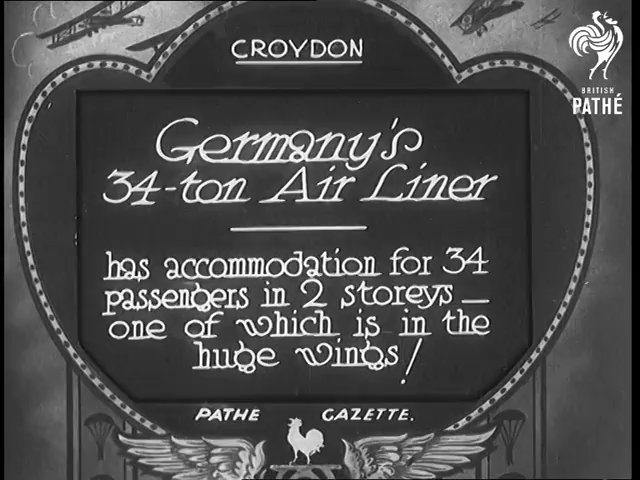 CROYDON
BRITISH
PATHÉ
Germany's
34-ton Air Liner
has accommodation for 34
passengers in 2 storeys —
one of which is in the
huge wings!
PATHE GAZETTE.